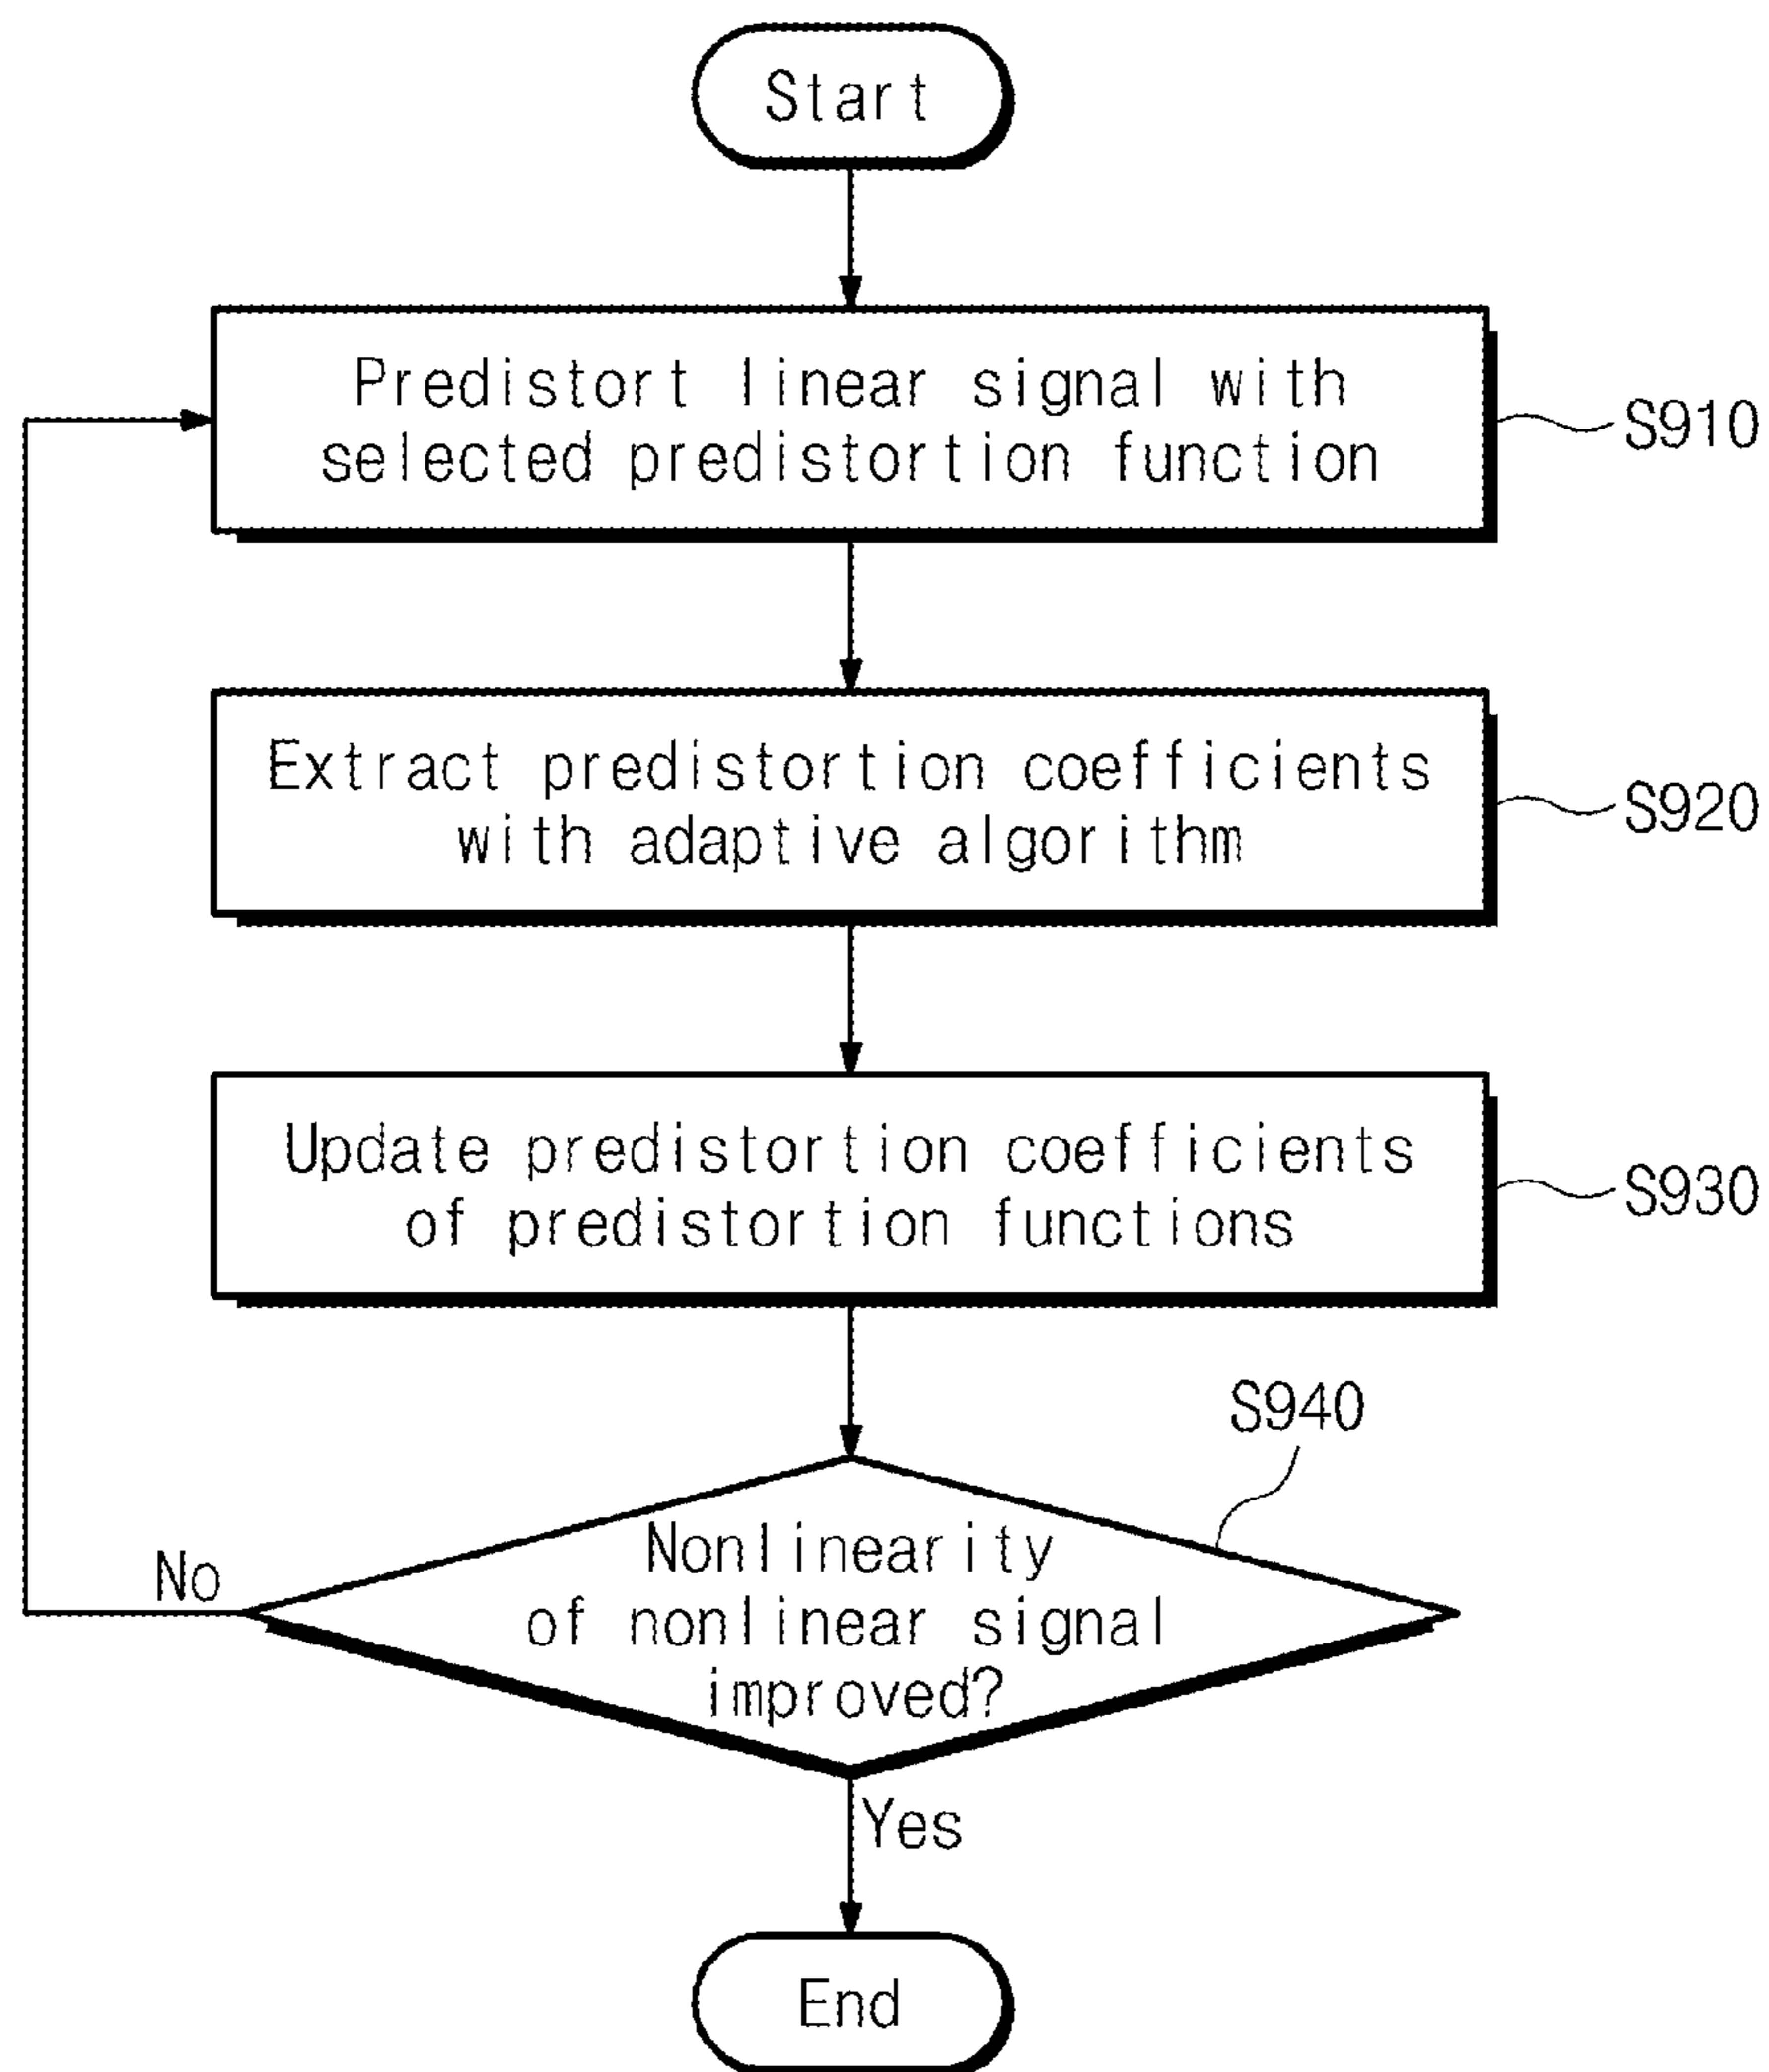 Start
Predistort linear signal with
selected predistortion function
S910
Extract predistortion coefficients
with adaptive algorithm
S920
Update predistortion coefficients
of predistortion functions
S930
S940
Nonlinearity
of nonlinear signal
improved?
No
Yes
End